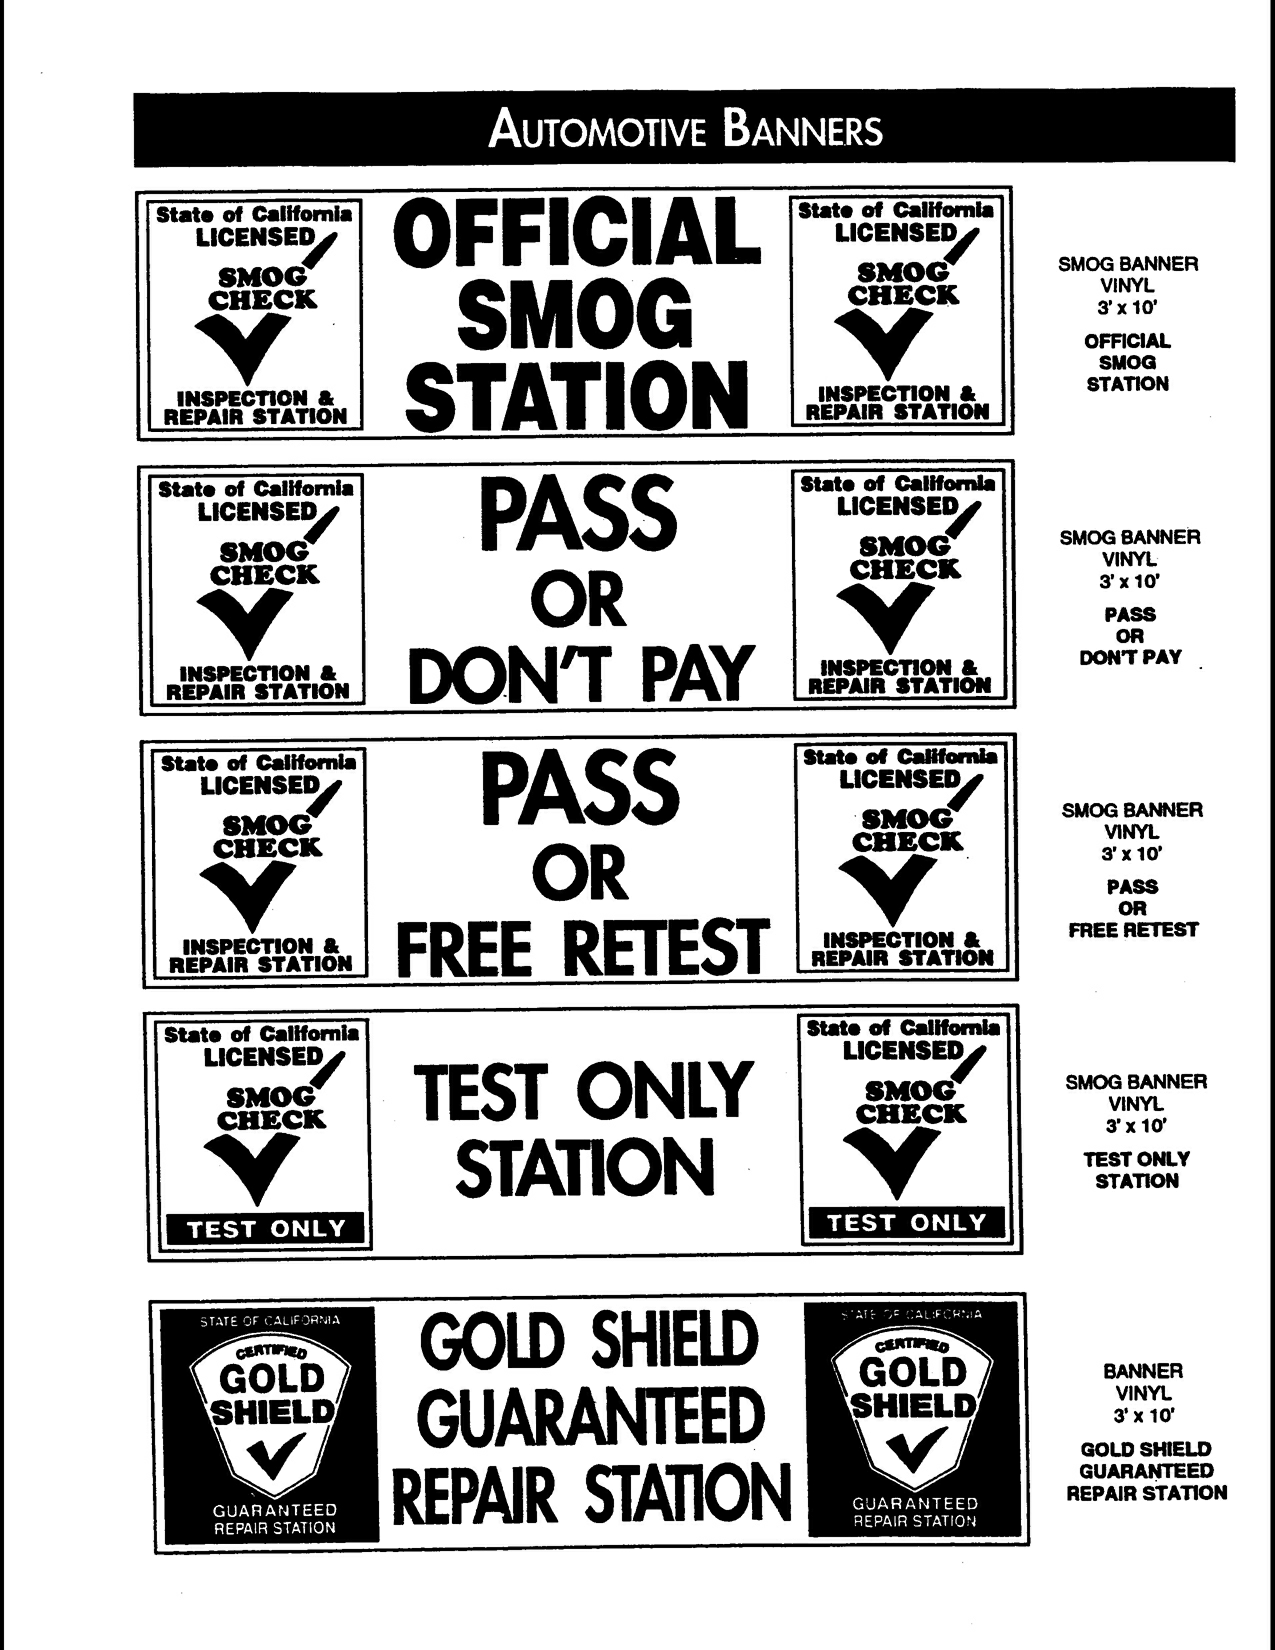 AUTOMOTIVE BANNERS
State of California
LICENSED
SMOG
CHECK
INSPECTION &
REPAIR STATION
OFFICIAL
SMOG
STATION
State of California
LICENSED
SMOG
CHECK
INSPECTION &
REPAIR STATION
SMOG BANNER
VINYL
3' x 10'
OFFICIAL
SMOG
STATION
State of California
LICENSED
SMOG
CHECK
INSPECTION &
REPAIR STATION
PASS
OR
DON'T PAY
State of California
LICENSED
SMOG
CHECK
INSPECTION &
REPAIR STATION
SMOG BANNER
VINYL
3' x 10'
PASS
OR
DON'T PAY
State of California
LICENSED
SMOG
CHECK
INSPECTION &
REPAIR STATION
PASS
OR
FREE RETEST
State of California
LICENSED
SMOG
CHECK
INSPECTION &
REPAIR STATION
SMOG BANNER
VINYL
3' x 10'
PASS
OR
FREE RETEST
State of California
LICENSED
SMOG
CHECK
TEST ONLY
TEST ONLY
STATION
State of California
LICENSED
SMOG
CHECK
TEST ONLY
SMOG BANNER
VINYL
3' x 10'
TEST ONLY
STATION
STATE OF CALIFORNIA
CERTIFIED
GOLD
SHIELD
GUARANTEED
REPAIR STATION
GOLD SHIELD
GUARANTEED
REPAIR STATION
STATE OF CALIFORNIA
CERTIFIED
GOLD
SHIELD
GUARANTEED
REPAIR STATION
BANNER
VINYL
3' x 10'
GOLD SHIELD
GUARANTEED
REPAIR STATION